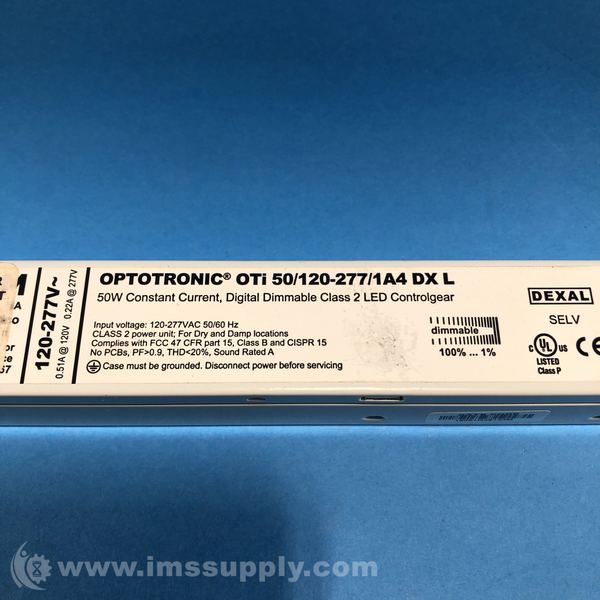 120-277V~
0.51A @ 120V 0.22A @ 277V
OPTOTRONIC® OTi 50/120-277/1A4 DX L
50W Constant Current, Digital Dimmable Class 2 LED Controlgear
Input voltage: 120-277VAC 50/60 Hz
CLASS 2 power unit; For Dry and Damp locations
Complies with FCC 47 CFR part 15, Class B and CISPR 15
No PCBs, PF>0.9, THD<20%, Sound Rated A
Case must be grounded. Disconnect power before servicing
dimmable
100% ... 1%
DEXAL
SELV
c UL US
LISTED
Class P
CE
www.imssupply.com